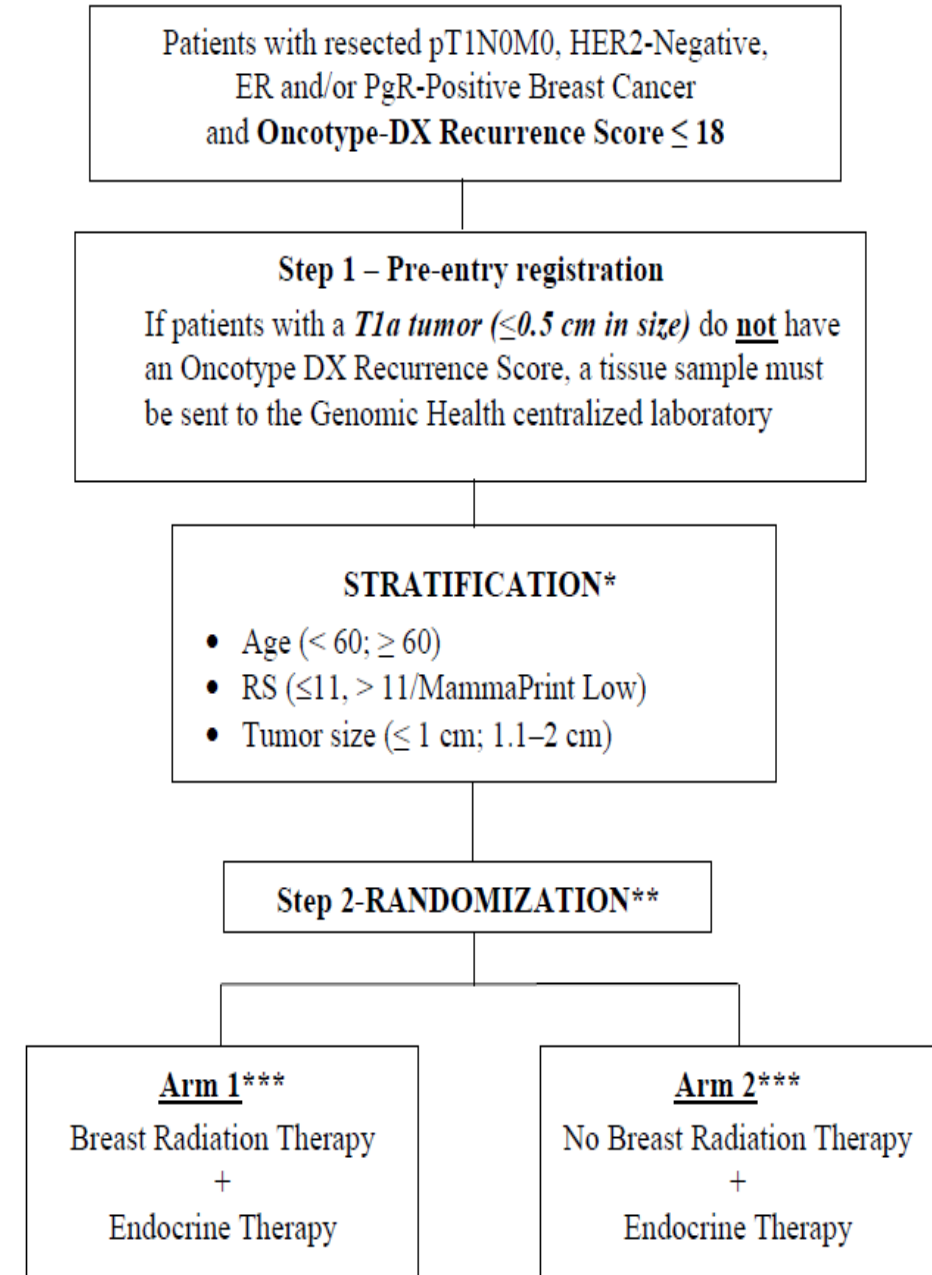 Patients with resected pT1N0M0, HER2-Negative,
ER and/or PgR-Positive Breast Cancer
and Oncotype-DX Recurrence Score ≤ 18
Step 1 – Pre-entry registration
If patients with a T1a tumor (≤0.5 cm in size) do not have
an Oncotype DX Recurrence Score, a tissue sample must
be sent to the Genomic Health centralized laboratory
STRATIFICATION*
• Age (< 60; ≥ 60)
• RS (≤11, > 11/MammaPrint Low)
• Tumor size (≤ 1 cm; 1.1–2 cm)
Step 2-RANDOMIZATION**
Arm 1***
Breast Radiation Therapy
+
Endocrine Therapy
Arm 2***
No Breast Radiation Therapy
+
Endocrine Therapy